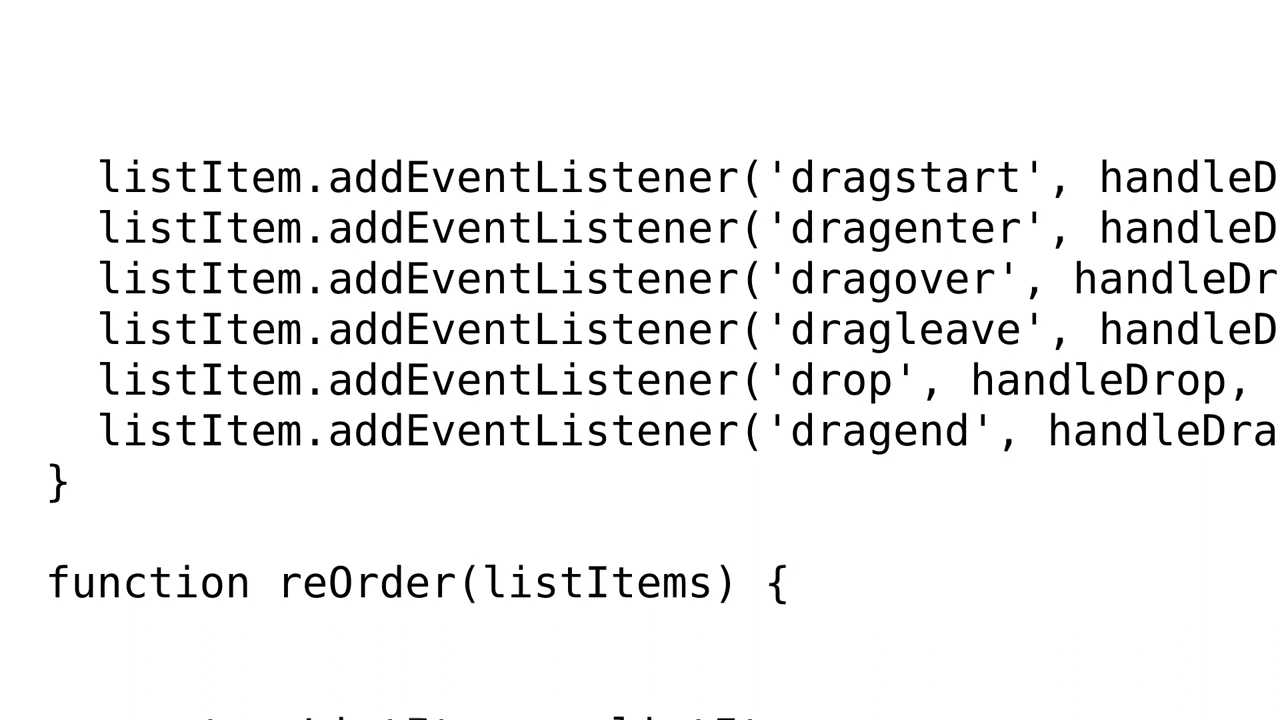 listItem.addEventListener('dragstart', handleD
listItem.addEventListener('dragenter', handleD
listItem.addEventListener('dragover', handleDr
listItem.addEventListener('dragleave', handleD
listItem.addEventListener('drop', handleDrop,
listItem.addEventListener('dragend', handleDra
}
function reOrder(listItems) {